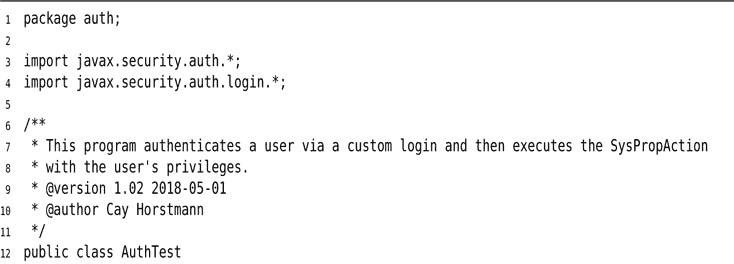 1 package auth;
2
3 import javax.security.auth.*;
4 import javax.security.auth.login.*;
5
6 /**
7  * This program authenticates a user via a custom login and then executes the SysPropAction
8  * with the user's privileges.
9  * @version 1.02 2018-05-01
10  * @author Cay Horstmann
11  */
12 public class AuthTest